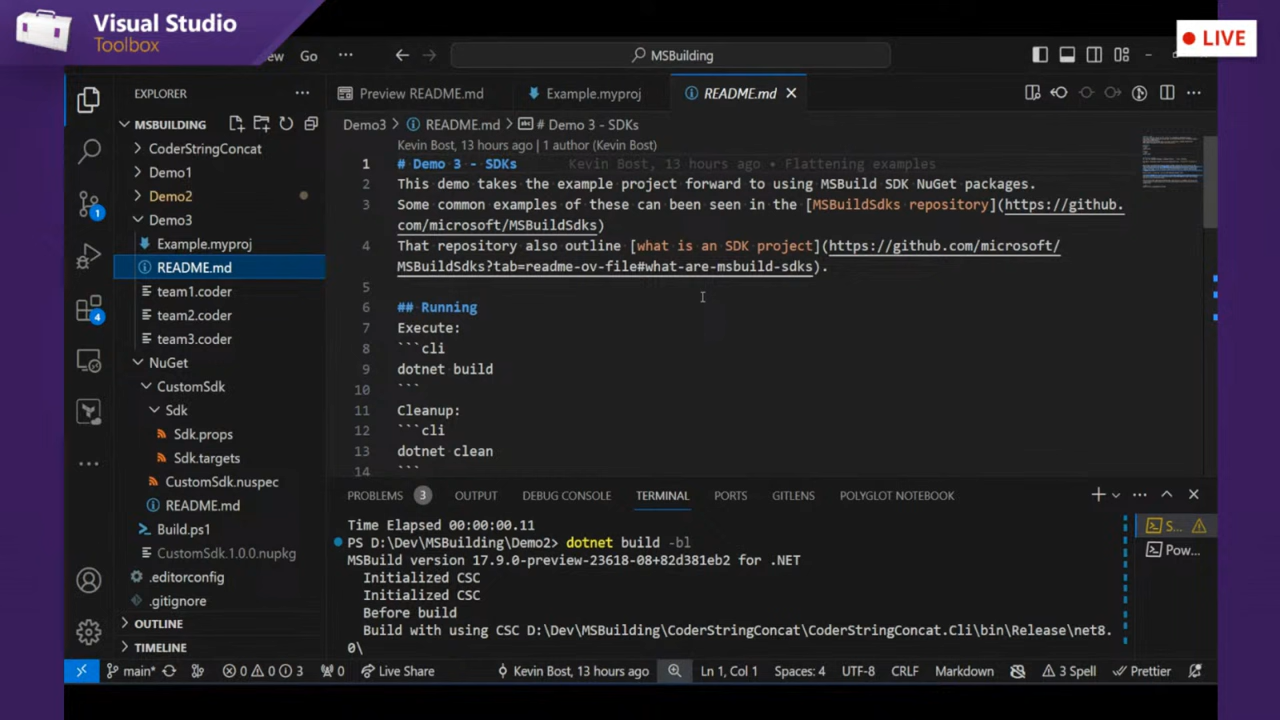 Visual Studio
Toolbox
LIVE
Go
MSBuilding
EXPLORER
MSBUILDING
CoderStringConcat
Demo1
Demo2
Demo3
Example.myproj
README.md
team1.coder
team2.coder
team3.coder
NuGet
CustomSdk
Sdk
Sdk.props
Sdk.targets
CustomSdk.nuspec
README.md
Build.ps1
CustomSdk.1.0.0.nupkg
.editorconfig
.gitignore
OUTLINE
TIMELINE
1
4
Preview README.md
Example.myproj
README.md
Demo3 > README.md > # Demo 3 - SDKs
Kevin Bost, 13 hours ago | 1 author (Kevin Bost)
1 # Demo 3 - SDKs Kevin Bost, 13 hours ago • Flattening examples
2 This demo takes the example project forward to using MSBuild SDK NuGet packages.
3 Some common examples of these can been seen in the [MSBuildSdks repository](https://github.
com/microsoft/MSBuildSdks)
4 That repository also outline [what is an SDK project](https://github.com/microsoft/
MSBuildSdks?tab=readme-ov-file#what-are-msbuild-sdks).
5
6 ## Running
7 Execute:
8 ```cli
9 dotnet build
10 ```
11 Cleanup:
12 ```cli
13 dotnet clean
14 ```
PROBLEMS 3 OUTPUT DEBUG CONSOLE TERMINAL PORTS GITLENS POLYGLOT NOTEBOOK
Time Elapsed 00:00:00.11
PS D:\Dev\MSBuilding\Demo2> dotnet build -bl
MSBuild version 17.9.0-preview-23618-08+82d381eb2 for .NET
Initialized CSC
Initialized CSC
Before build
Build with using CSC D:\Dev\MSBuilding\CoderStringConcat\CoderStringConcat.Cli\bin\Release\net8.
0\
S...
Pow...
main* 0 0 3 0 Live Share Kevin Bost, 13 hours ago Ln 1, Col 1 Spaces: 4 UTF-8 CRLF Markdown 3 Spell Prettier